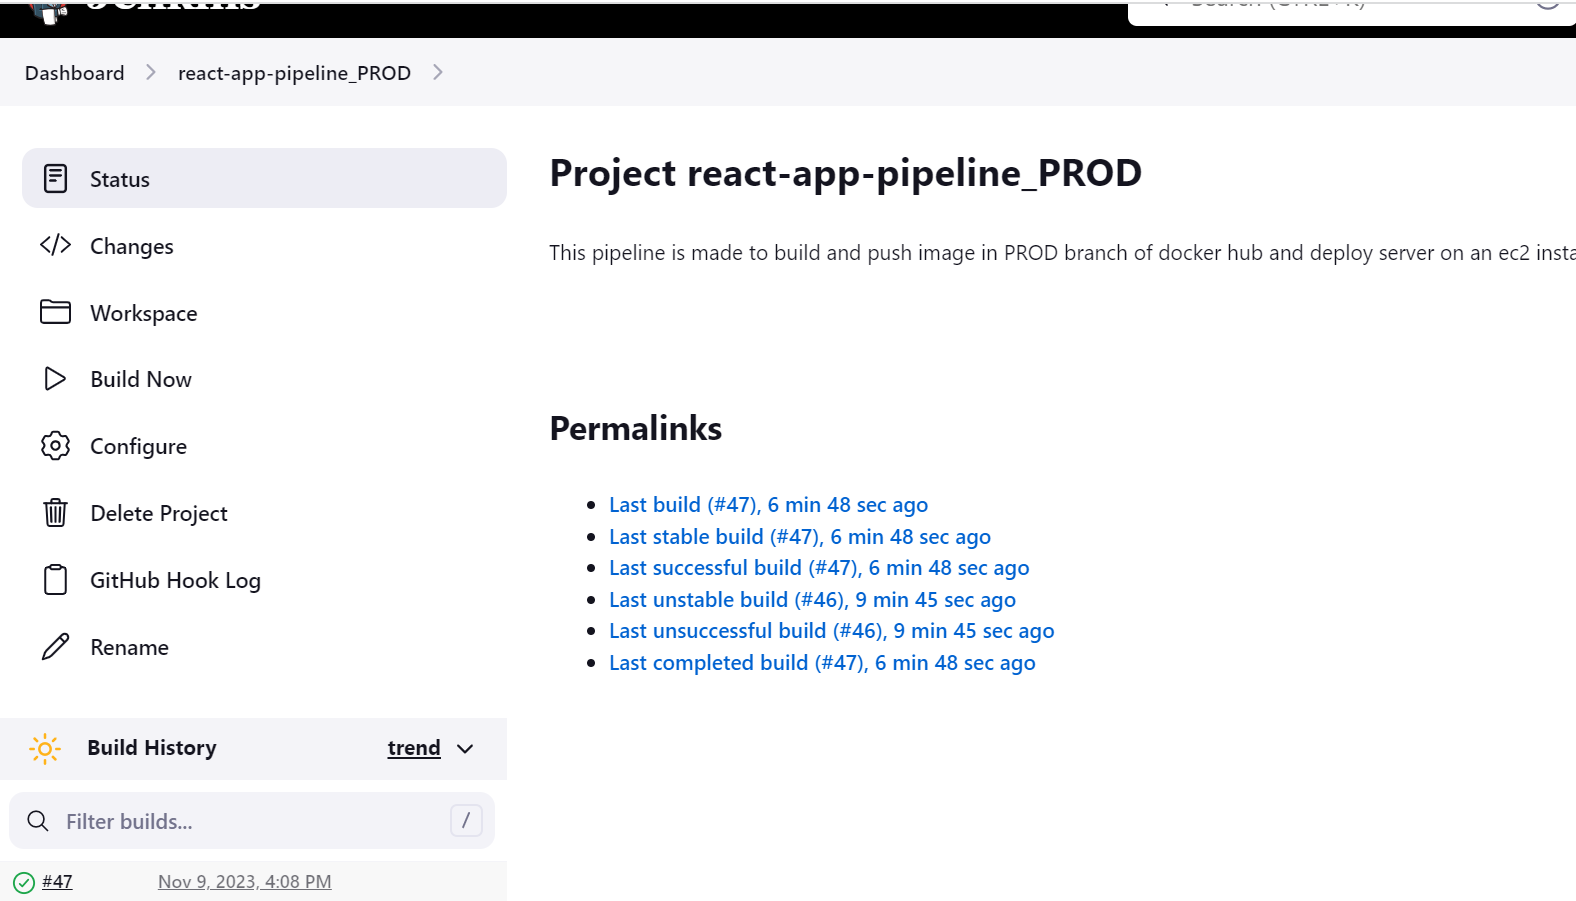 Jenkins
Search (CTRL+K)
Dashboard
react-app-pipeline_PROD
Status
Changes
Workspace
Build Now
Configure
Delete Project
GitHub Hook Log
Rename
Build History
trend
Filter builds...
/
#47
Nov 9, 2023, 4:08 PM
Project react-app-pipeline_PROD
This pipeline is made to build and push image in PROD branch of docker hub and deploy server on an ec2 insta
Permalinks
Last build (#47), 6 min 48 sec ago
Last stable build (#47), 6 min 48 sec ago
Last successful build (#47), 6 min 48 sec ago
Last unstable build (#46), 9 min 45 sec ago
Last unsuccessful build (#46), 9 min 45 sec ago
Last completed build (#47), 6 min 48 sec ago